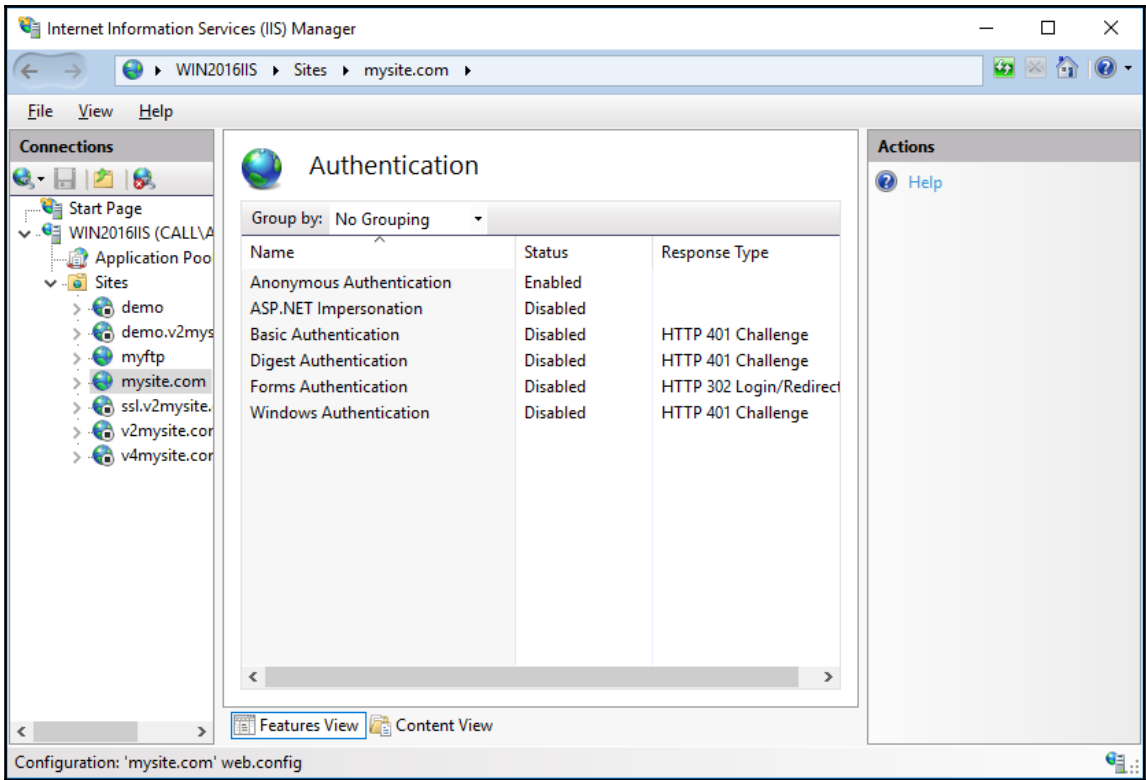 Internet Information Services (IIS) Manager
WIN2016IIS Sites mysite.com
File View Help
Connections
Start Page
WIN2016IIS (CALL\A
Application Poo
Sites
demo
demo.v2mys
myftp
mysite.com
ssl.v2mysite.
v2mysite.cor
v4mysite.cor
Authentication
Group by: No Grouping
Name Status Response Type
Anonymous Authentication Enabled
ASP.NET Impersonation Disabled
Basic Authentication Disabled HTTP 401 Challenge
Digest Authentication Disabled HTTP 401 Challenge
Forms Authentication Disabled HTTP 302 Login/Redirect
Windows Authentication Disabled HTTP 401 Challenge
Features View Content View
Actions
Help
Configuration: 'mysite.com' web.config